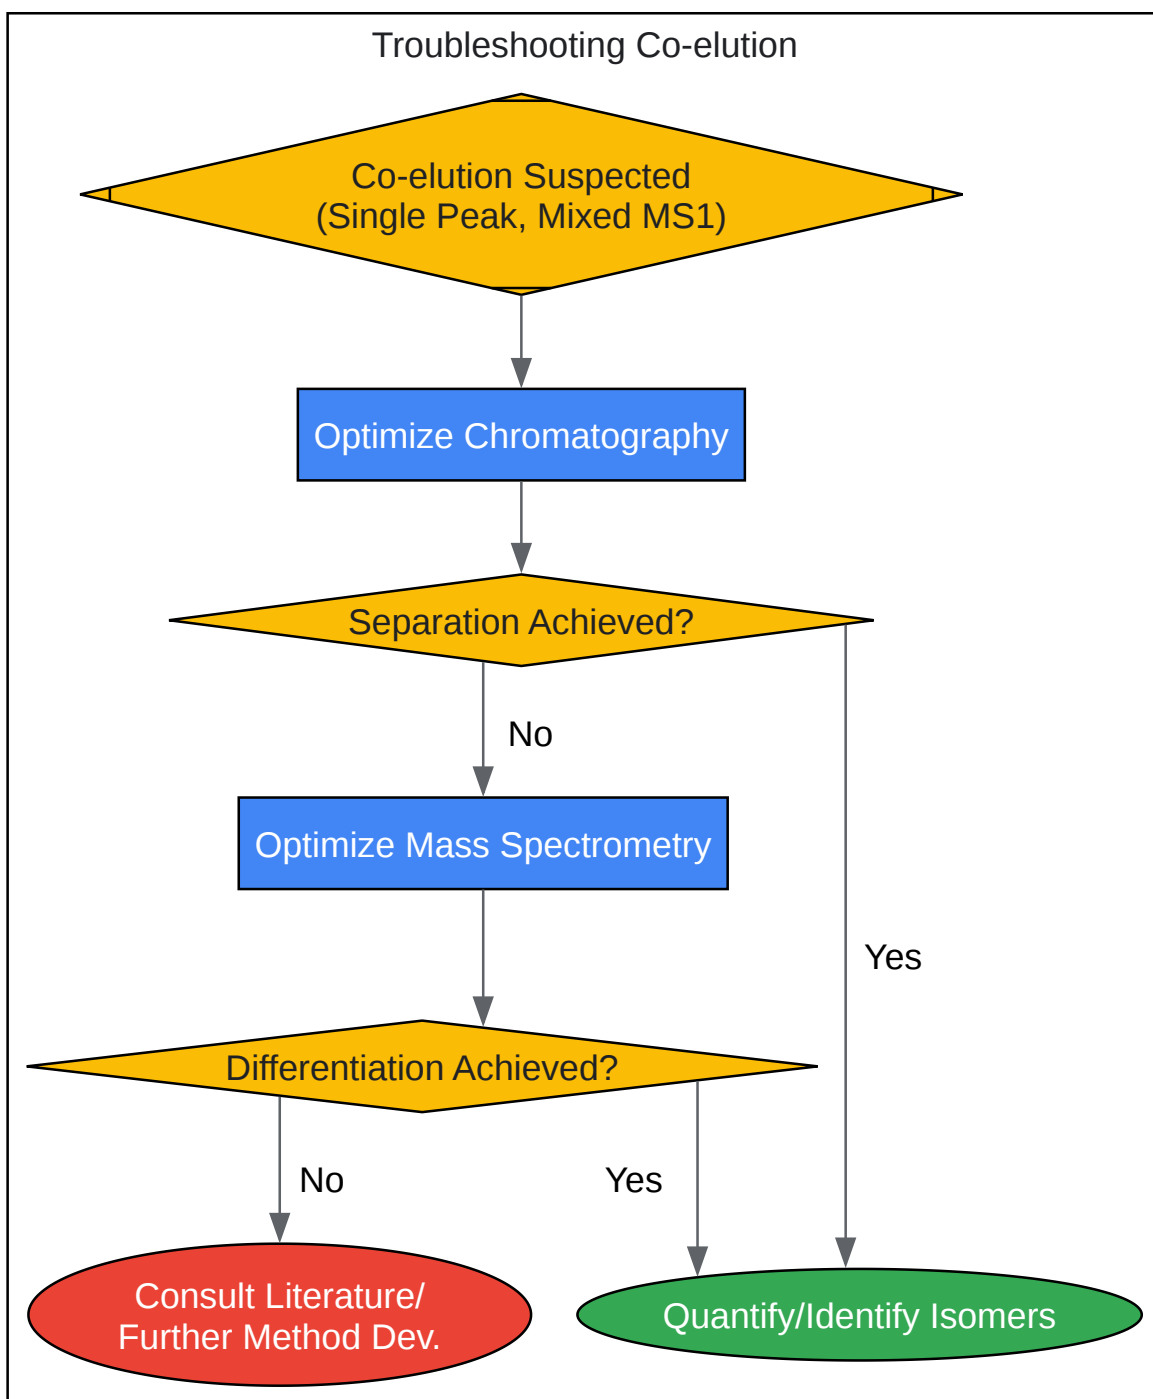 Troubleshooting Co-elution
Co-elution Suspected
(Single Peak, Mixed MS1)
Optimize Chromatography
Separation Achieved?
No
Optimize Mass Spectrometry
Yes
Differentiation Achieved?
No
Yes
Consult Literature/
Further Method Dev.
Quantify/Identify Isomers